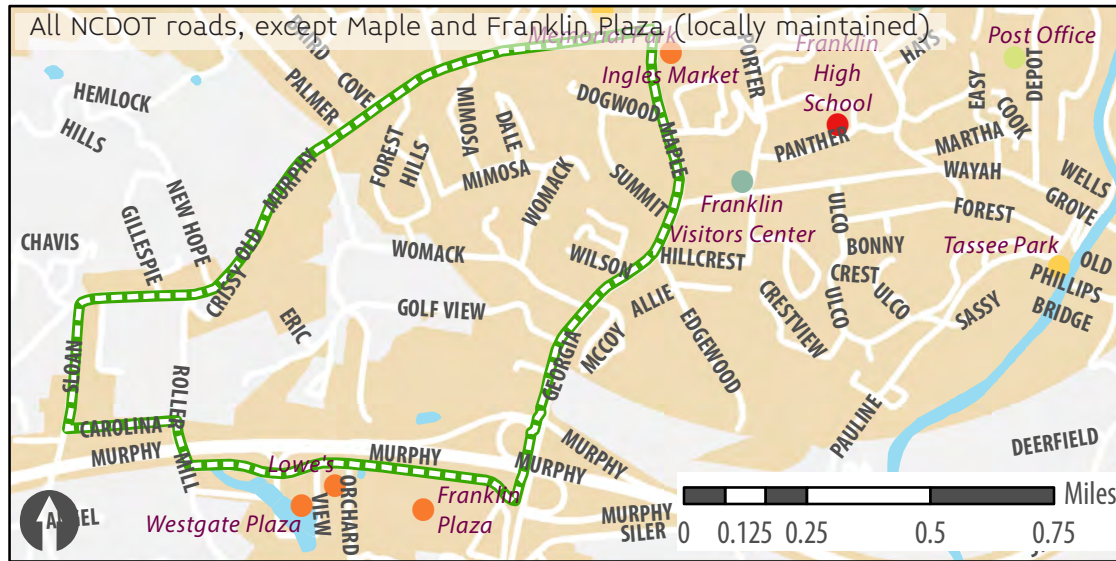 All NCDOT roads, except Maple and Franklin Plaza (locally maintained)
Memorial Park
BIRD
COVE
PALMER
PORTER
Franklin
High
School
HAYS
Post Office
Ingles Market
DEPOT
EASY
COOK
HEMLOCK
HILLS
MIMOSA
DALE
DOGWOOD
MAPLE
PANTHER
MARTHA
WAYAH
WELLS
GROVE
FOREST
HILLS
MIMOSA
WOMACK
SUMMIT
MURPHY
OLD
CRISSY
NEW HOPE
GILLESPIE
CHAVIS
Franklin
Visitors Center
ULCO
BONNY
CREST
FOREST
Tassee Park
OLD
PHILLIPS
BRIDGE
WOMACK
WILSON
HILLCREST
ALLIE
CRESTVIEW
ULCO
ULCO
SASSY
GOLF VIEW
ERIC
MCCOY
EDGEWOOD
GEORGIA
SLOAN
ROLLER
MILL
CAROLINA
MURPHY
PAULINE
DEERFIELD
MURPHY
MURPHY
MURPHY
Lowe's
ORCHARD
VIEW
Westgate Plaza
Franklin
Plaza
MURPHY
SILER
Miles
0 0.125 0.25 0.5 0.75